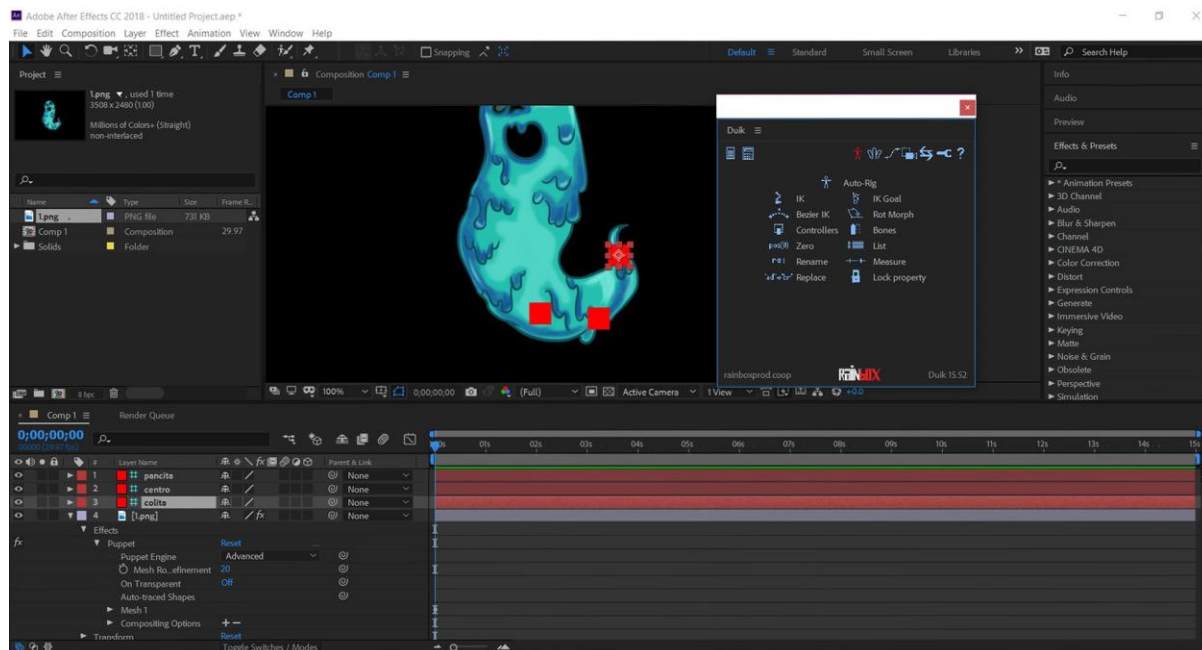 Adobe After Effects CC 2018 - Untitled Project.aep *
File Edit Composition Layer Effect Animation View Window Help
Snapping
Default
Standard
Small Screen
Libraries
Search Help
Project
1.png , used 1 time
3508 x 2480 (1.00)
Millions of Colors+ (Straight)
non-interlaced
Name Type Size Frame R...
1.png PNG file 731 KB
Comp 1 Composition 29.97
Solids Folder
8 bpc
Composition Comp 1
Comp 1
100%
0;00;00;00
(Full)
Active Camera
1 View
+0.0
Duik
?
Auto-Rig
IK IK Goal
Bezier IK Rot Morph
Controllers Bones
Zero List
Rename Measure
Replace Lock property
rainboxprod.coop
RAINBOX
Duik 15.52
Info
Audio
Preview
Effects & Presets
* Animation Presets
3D Channel
Audio
Blur & Sharpen
Channel
CINEMA 4D
Color Correction
Distort
Expression Controls
Generate
Immersive Video
Keying
Matte
Noise & Grain
Obsolete
Perspective
Simulation
Comp 1
Render Queue
0;00;00;00
00000 (29.97 fps)
01s 02s 03s 04s 05s 06s 07s 08s 09s 10s 11s 12s 13s 14s 15s
# Layer Name Parent & Link
1 pancita None
2 centro None
3 colita None
4 [1.png] None
Effects
fx Puppet Reset
Puppet Engine Advanced
Mesh Ro...efinement 20
On Transparent Off
Auto-traced Shapes
Mesh 1
Compositing Options + −
Transform Reset
Toggle Switches / Modes